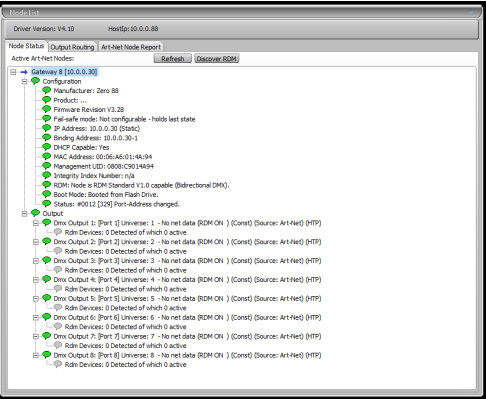 Node List
Driver Version: V4.10 HostIp: 10.0.0.88
Node Status Output Routing Art-Net Node Report
Active Art-Net Nodes: Refresh Discover RDM
Gateway 8 [10.0.0.30]
Configuration
Manufacturer: Zero 88
Product: ...
Firmware Revision V3.28
Fail-safe mode: Not configurable - holds last state
IP Address: 10.0.0.30 (Static)
Binding Address: 10.0.0.30-1
DHCP Capable: Yes
MAC Address: 00:06:A6:01:4A:94
Management UID: 0808:C9014A94
Integrity Index Number: n/a
RDM: Node is RDM Standard V1.0 capable (Bidirectional DMX).
Boot Mode: Booted from Flash Drive.
Status: #0012 [329] Port-Address changed.
Output
Dmx Output 1: [Port 1] Universe: 1 - No net data (RDM ON ) (Const) (Source: Art-Net) (HTP)
Rdm Devices: 0 Detected of which 0 active
Dmx Output 2: [Port 2] Universe: 2 - No net data (RDM ON ) (Const) (Source: Art-Net) (HTP)
Rdm Devices: 0 Detected of which 0 active
Dmx Output 3: [Port 3] Universe: 3 - No net data (RDM ON ) (Const) (Source: Art-Net) (HTP)
Rdm Devices: 0 Detected of which 0 active
Dmx Output 4: [Port 4] Universe: 4 - No net data (RDM ON ) (Const) (Source: Art-Net) (HTP)
Rdm Devices: 0 Detected of which 0 active
Dmx Output 5: [Port 5] Universe: 5 - No net data (RDM ON ) (Const) (Source: Art-Net) (HTP)
Rdm Devices: 0 Detected of which 0 active
Dmx Output 6: [Port 6] Universe: 6 - No net data (RDM ON ) (Const) (Source: Art-Net) (HTP)
Rdm Devices: 0 Detected of which 0 active
Dmx Output 7: [Port 7] Universe: 7 - No net data (RDM ON ) (Const) (Source: Art-Net) (HTP)
Rdm Devices: 0 Detected of which 0 active
Dmx Output 8: [Port 8] Universe: 8 - No net data (RDM ON ) (Const) (Source: Art-Net) (HTP)
Rdm Devices: 0 Detected of which 0 active